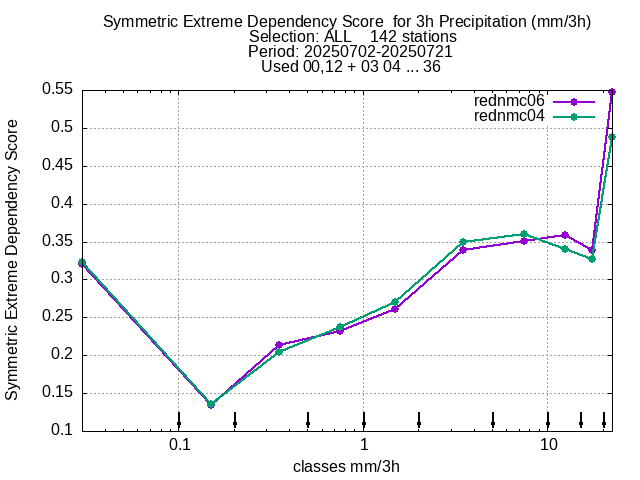 Symmetric Extreme Dependency Score  for 3h Precipitation (mm/3h)
Selection: ALL    142 stations
Period: 20250702-20250721
Used 00,12 + 03 04 ... 36
rednmc06
rednmc04
Symmetric Extreme Dependency Score
0.55
0.5
0.45
0.4
0.35
0.3
0.25
0.2
0.15
0.1
0.1
1
10
classes mm/3h